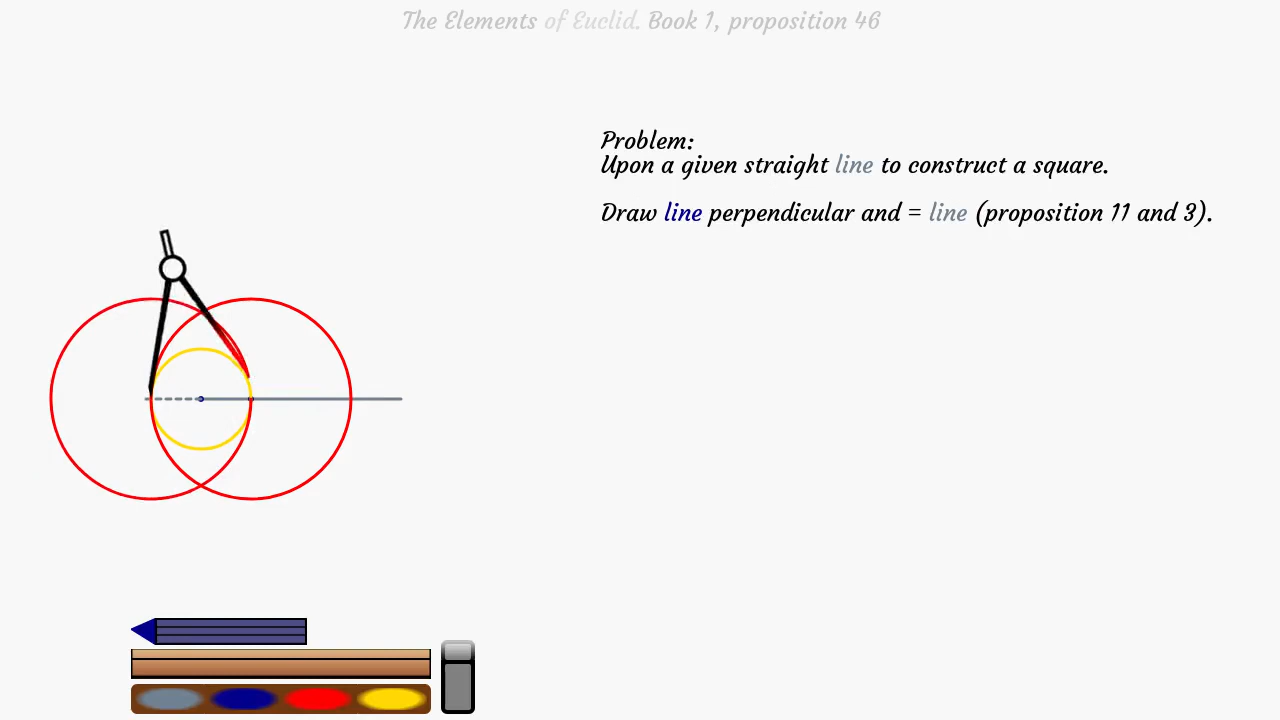 The Elements of Euclid. Book 1, proposition 46
Problem:
Upon a given straight line to construct a square.
Draw line perpendicular and = line (proposition 11 and 3).